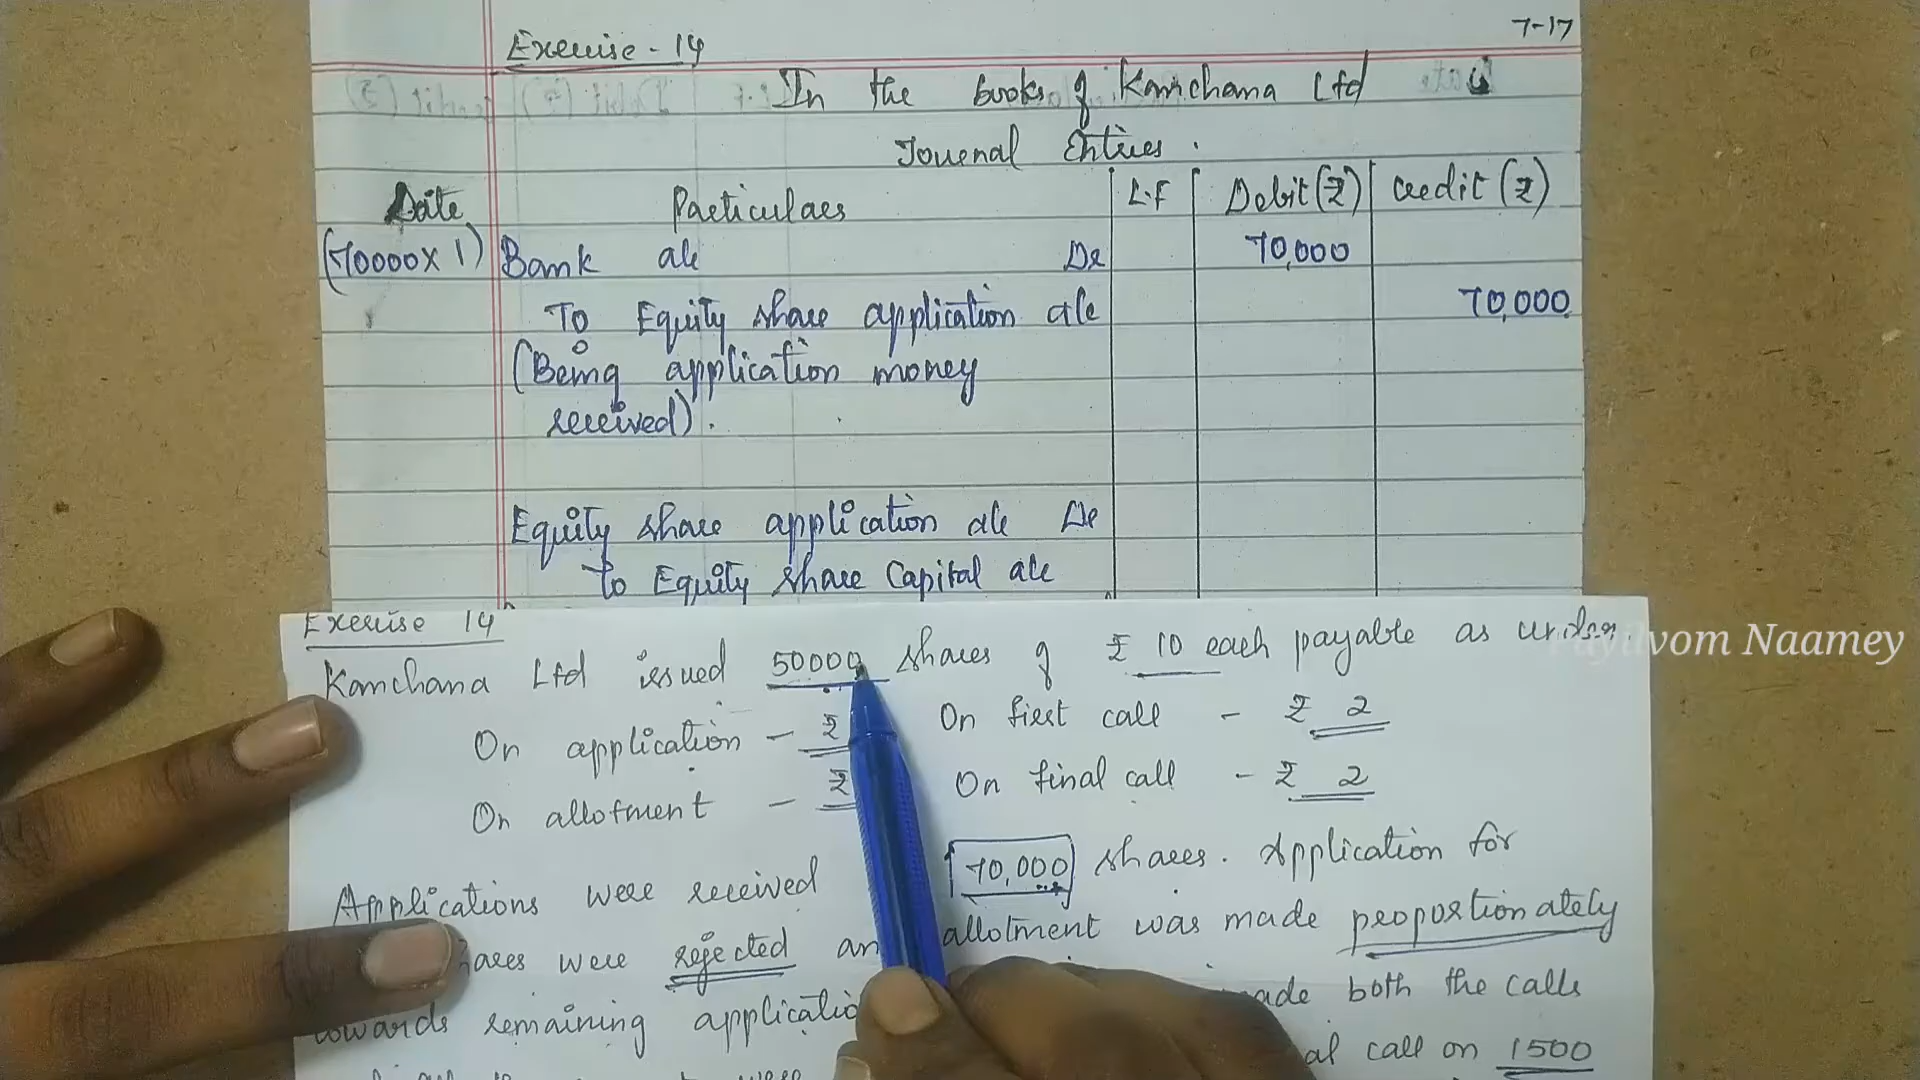 7-17
Exercise - 14
In the books of Kanchana Ltd
Journal Entries.
Date Particulars L.F Debit (₹) Credit (₹)
(70000 x 1) Bank a/c Dr 70,000
To Equity share application a/c 70,000
(Being application money
received).
Equity share application a/c Dr
to Equity share Capital a/c
Exercise 14
Kanchana Ltd issued 50000 shares of ₹ 10 each payable as under.
On application - ₹ On first call - ₹ 2
On allotment - ₹ On final call - ₹ 2
Applications were received 70,000 shares. Application for
were rejected allotment was made proportionately
towards remaining both the calls
call on 1500
Naamey